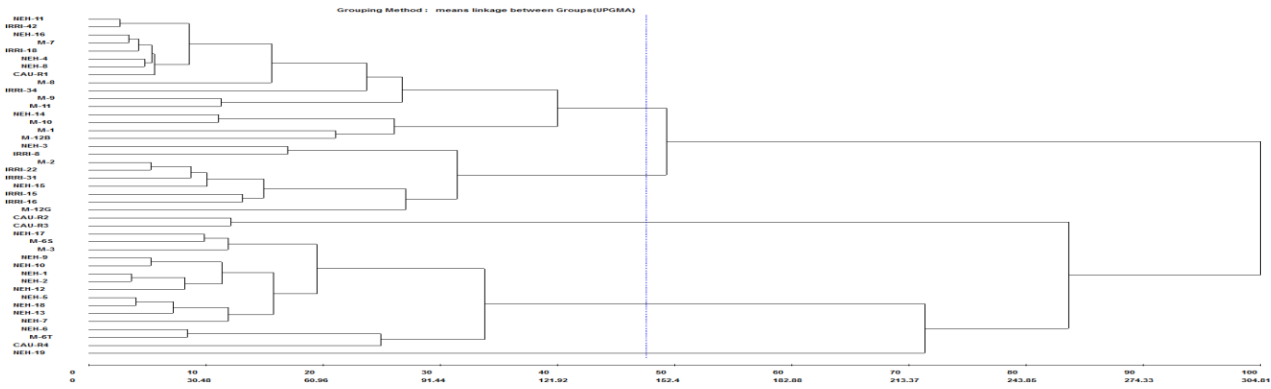 Grouping Method : means linkage between Groups(UPGMA)
NEH-11
IRRI-42
NEH-16
M-7
IRRI-18
NEH-4
NEH-8
CAU-R1
M-8
IRRI-34
M-9
M-11
NEH-14
M-10
M-1
M-12B
NEH-3
IRRI-6
M-2
IRRI-22
IRRI-31
NEH-15
IRRI-15
IRRI-16
M-12G
CAU-R2
CAU-R3
NEH-17
M-6S
M-3
NEH-9
NEH-10
NEH-1
NEH-2
NEH-12
NEH-5
NEH-18
NEH-13
NEH-7
NEH-6
M-6T
CAU-R4
NEH-19
0 10 20 30 40 50 60 70 80 90 100
0 30.48 60.96 91.44 121.92 152.4 182.88 213.37 243.85 274.33 304.81